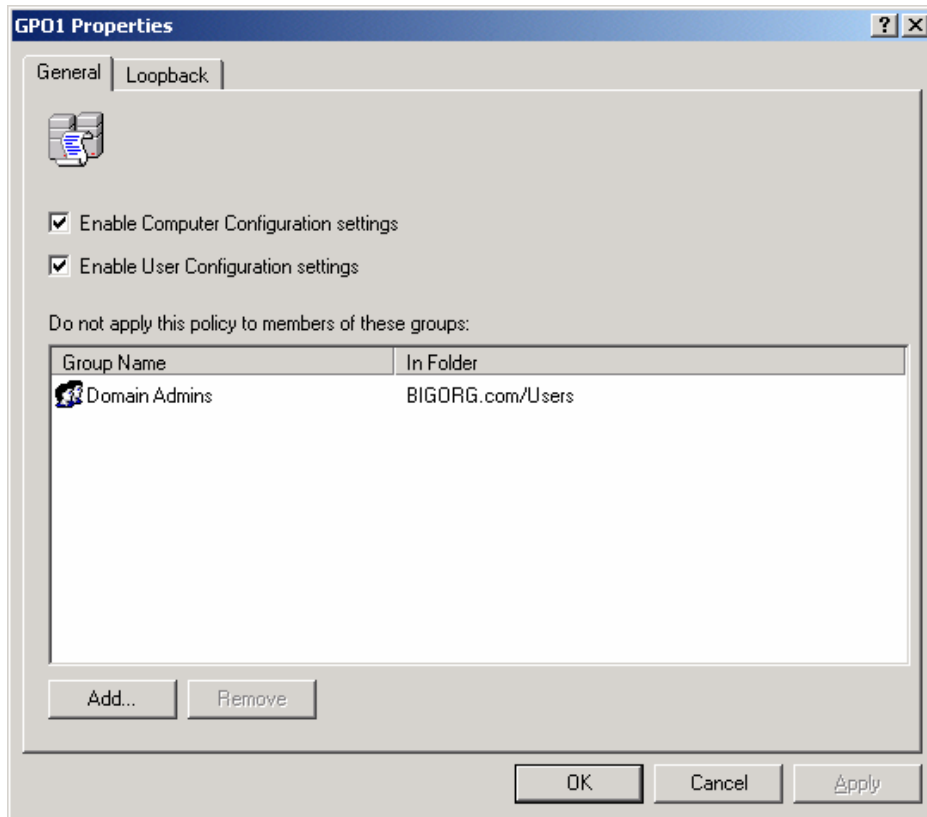 GPO1 Properties
General Loopback
Enable Computer Configuration settings
Enable User Configuration settings
Do not apply this policy to members of these groups:
Group Name In Folder
Domain Admins BIGORG.com/Users
Add... Remove
OK Cancel Apply